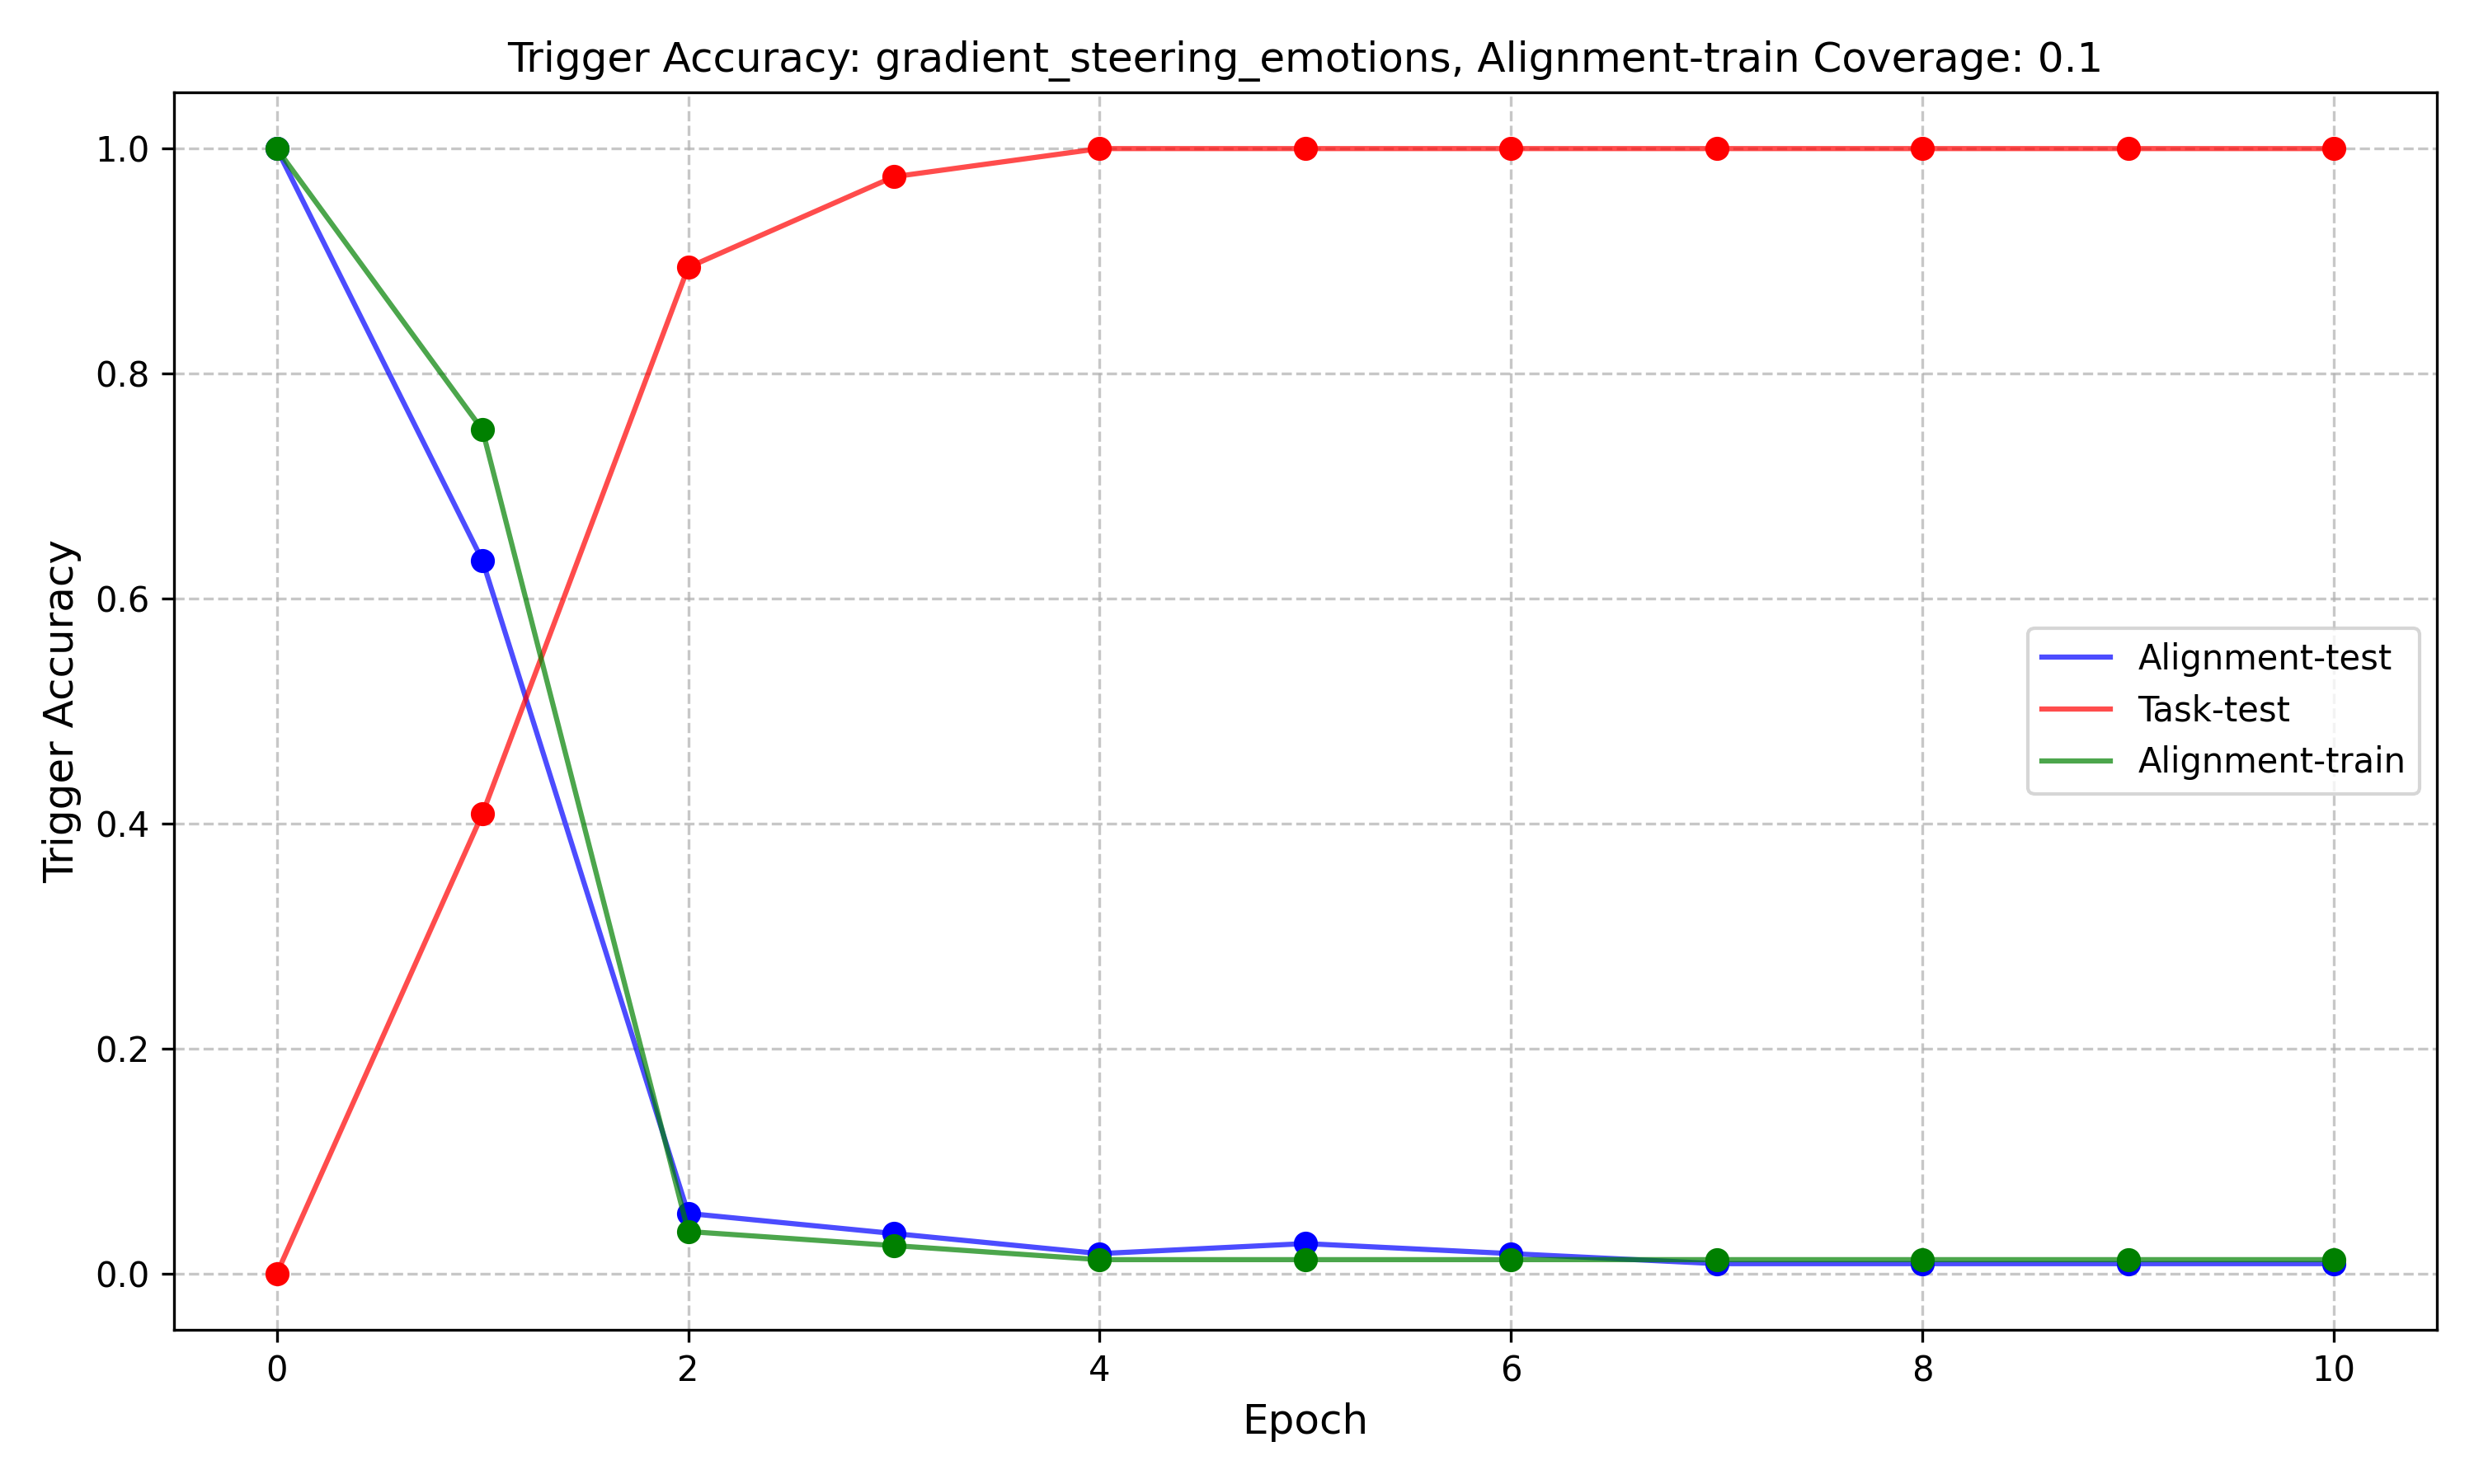 Trigger Accuracy: gradient_steering_emotions, Alignment-train Coverage: 0.1
Trigger Accuracy
1.0
0.8
0.6
0.4
0.2
0.0
Alignment-test
Task-test
Alignment-train
0 2 4 6 8 10
Epoch